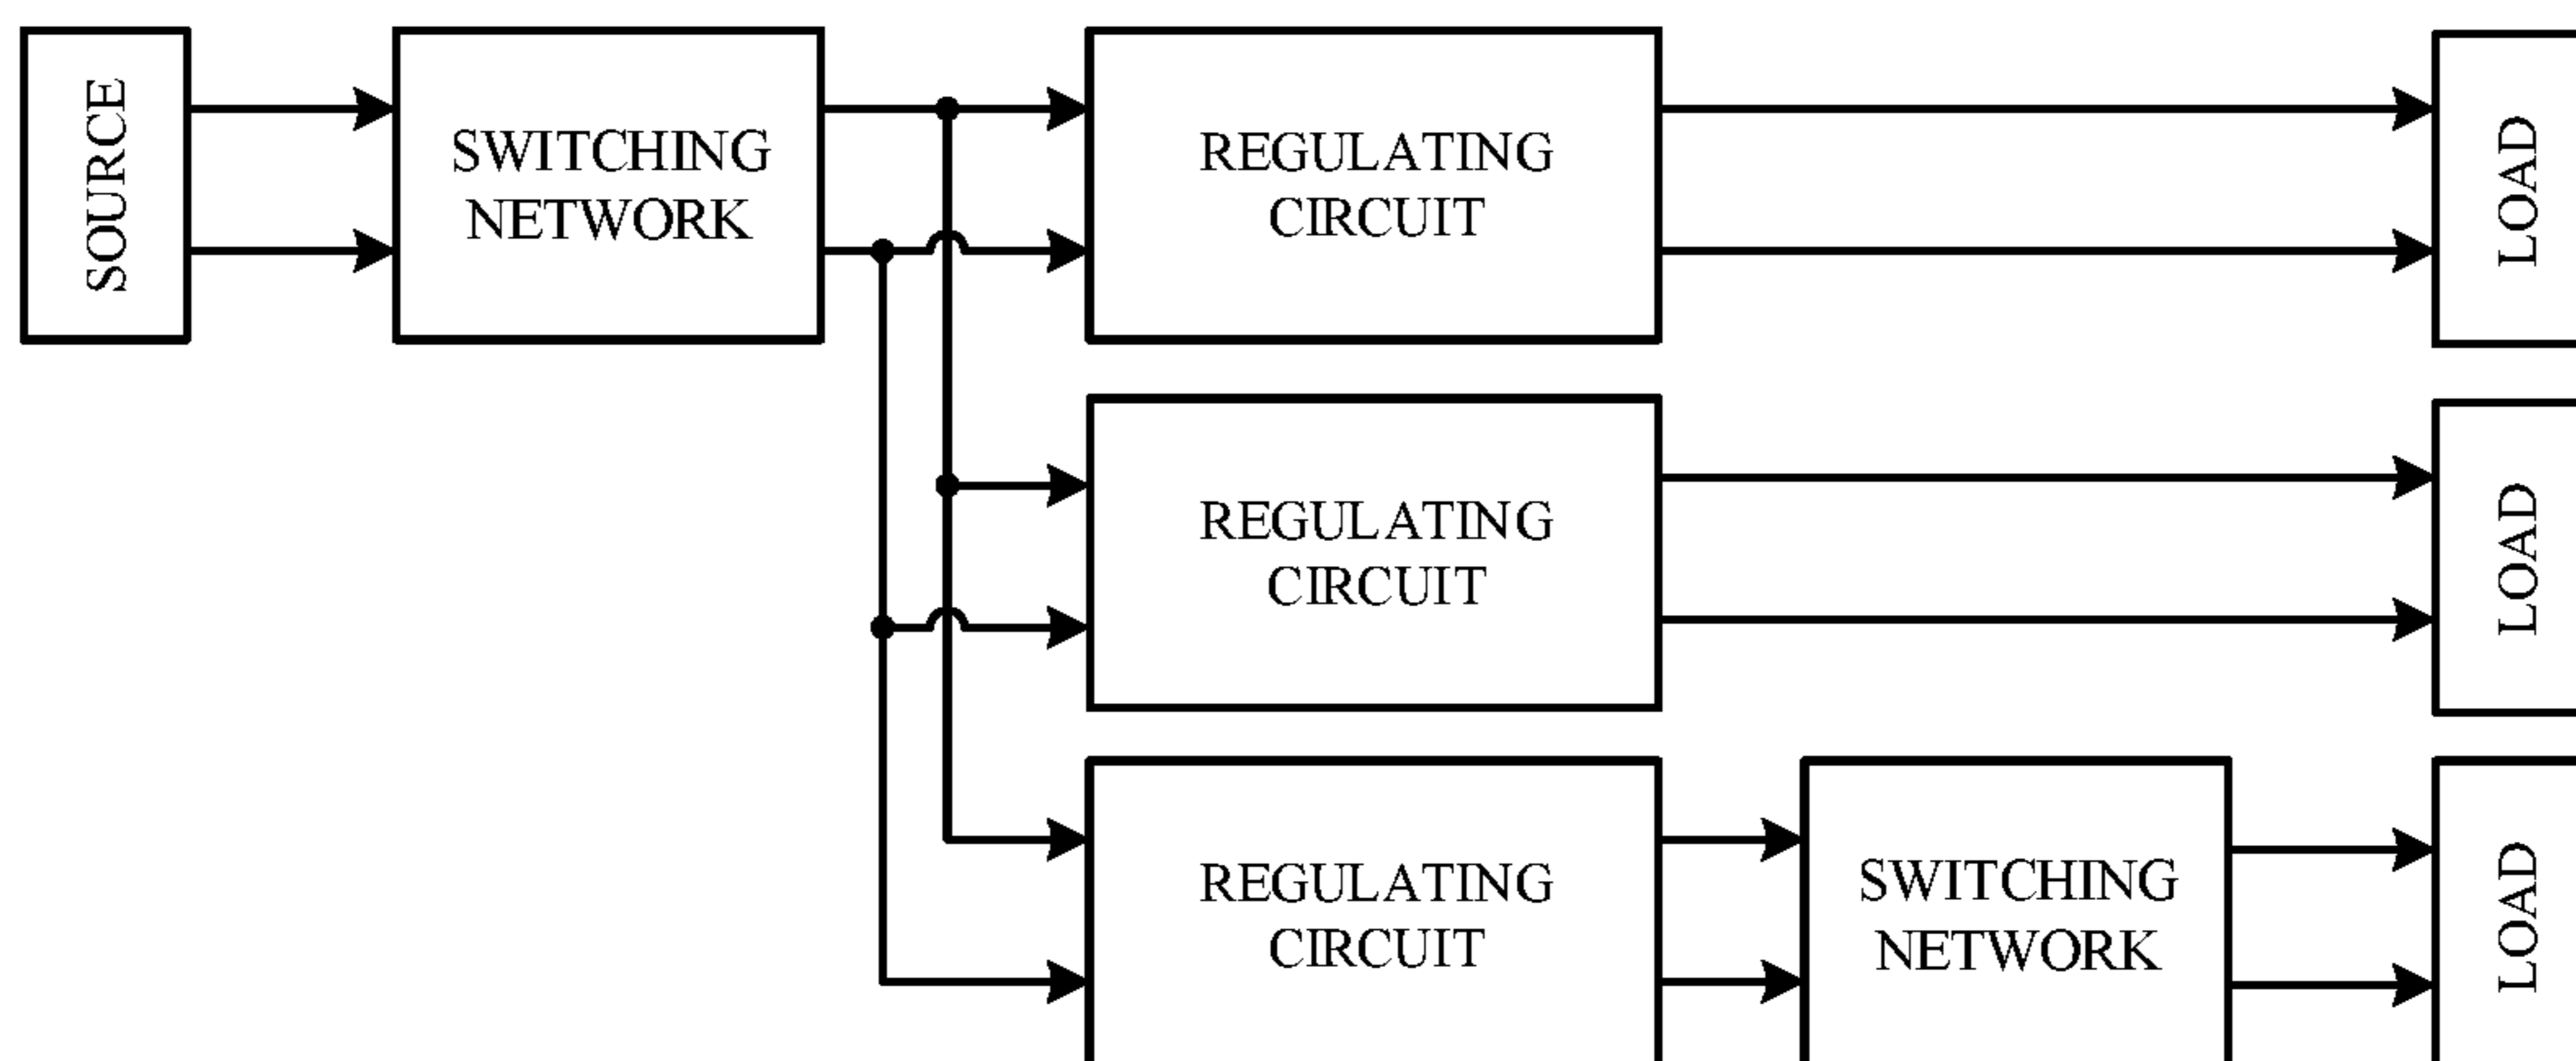 SOURCE
SWITCHING
NETWORK
REGULATING
CIRCUIT
LOAD
REGULATING
CIRCUIT
LOAD
REGULATING
CIRCUIT
SWITCHING
NETWORK
LOAD